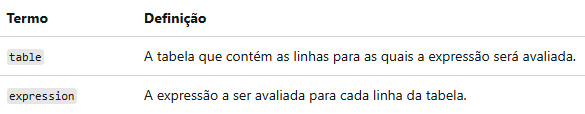 Termo Definição
table A tabela que contém as linhas para as quais a expressão será avaliada.
expression A expressão a ser avaliada para cada linha da tabela.